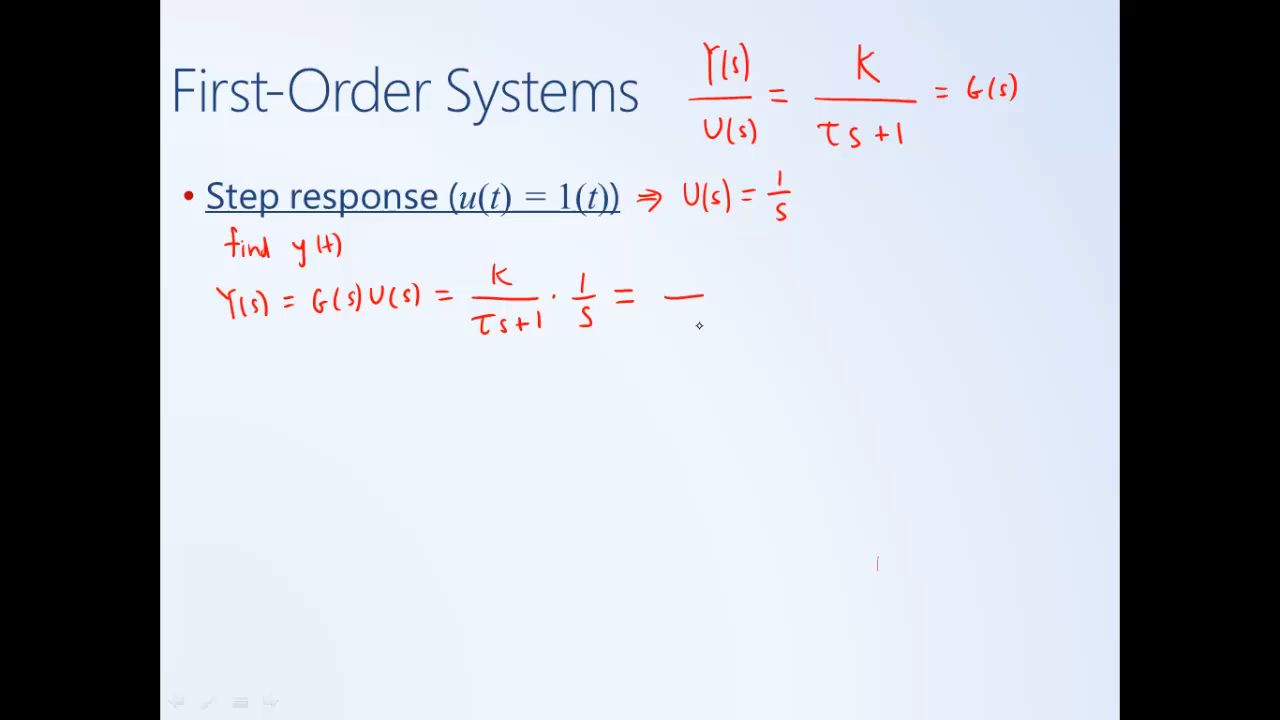 First-Order Systems
Y(s)/U(s) = K/(τs+1) = G(s)
• Step response (u(t) = 1(t)) ⇒ U(s) = 1/s
find y(t)
Y(s) = G(s)U(s) = K/(τs+1) · 1/s =